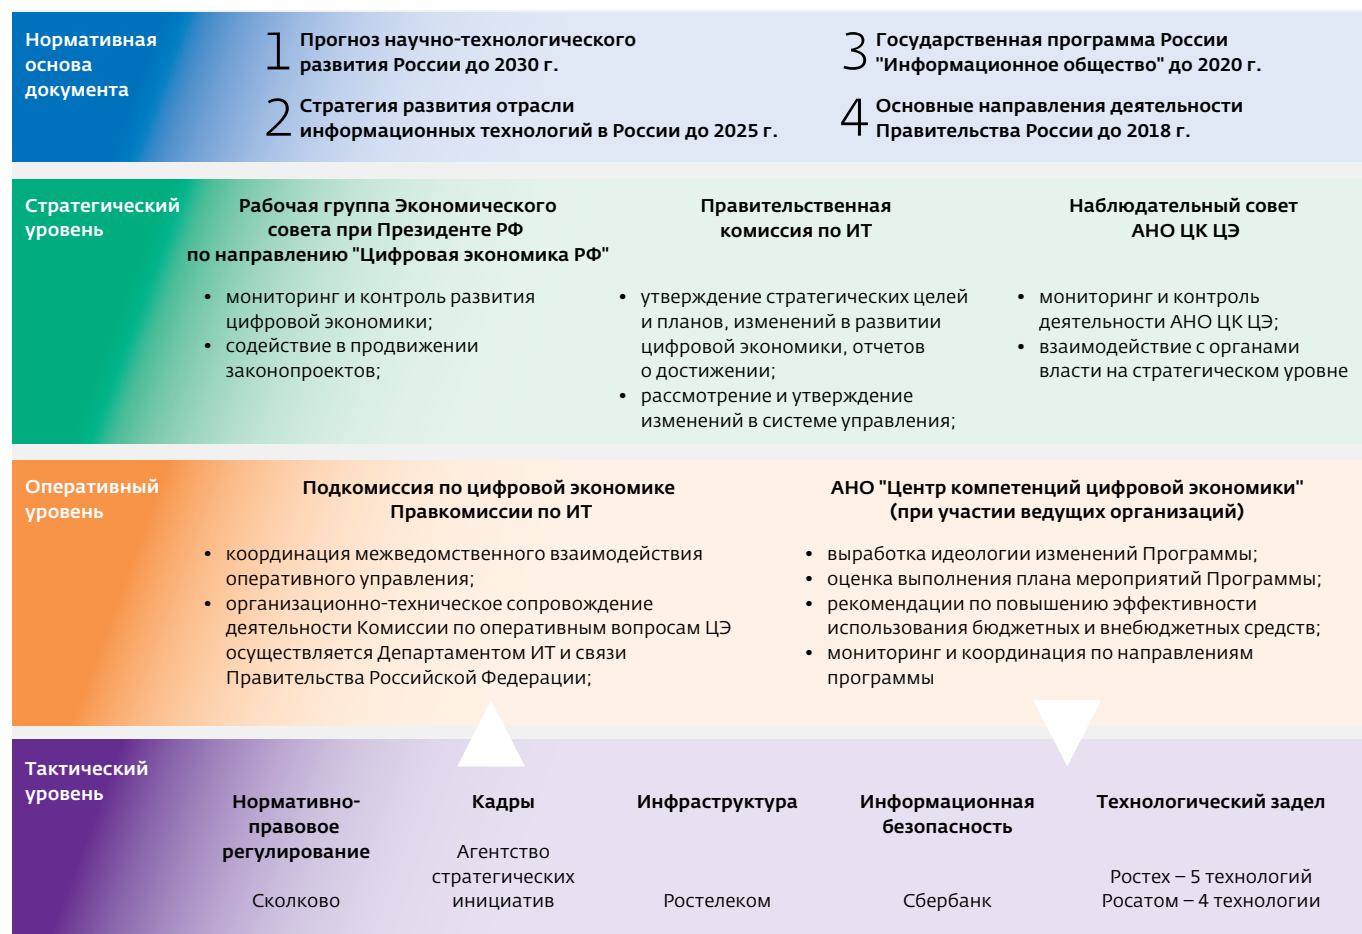 Нормативная
основа
документа
1
Прогноз научно-технологического
развития России до 2030 г.
2
Стратегия развития отрасли
информационных технологий в России до 2025 г.
3
Государственная программа России
"Информационное общество" до 2020 г.
4
Основные направления деятельности
Правительства России до 2018 г.
Стратегический
уровень
Рабочая группа Экономического
совета при Президенте РФ
по направлению "Цифровая экономика РФ"
• мониторинг и контроль развития
цифровой экономики;
• содействие в продвижении
законопроектов;
Правительственная
комиссия по ИТ
• утверждение стратегических целей
и планов, изменений в развитии
цифровой экономики, отчетов
о достижении;
• рассмотрение и утверждение
изменений в системе управления;
Наблюдательный совет
АНО ЦК ЦЭ
• мониторинг и контроль
деятельности АНО ЦК ЦЭ;
• взаимодействие с органами
власти на стратегическом уровне
Оперативный
уровень
Подкомиссия по цифровой экономике
Правкомиссии по ИТ
• координация межведомственного взаимодействия
оперативного управления;
• организационно-техническое сопровождение
деятельности Комиссии по оперативным вопросам ЦЭ
осуществляется Департаментом ИТ и связи
Правительства Российской Федерации;
АНО "Центр компетенций цифровой экономики"
(при участии ведущих организаций)
• выработка идеологии изменений Программы;
• оценка выполнения плана мероприятий Программы;
• рекомендации по повышению эффективности
использования бюджетных и внебюджетных средств;
• мониторинг и координация по направлениям
программы
Тактический
уровень
Нормативно-
правовое
регулирование
Сколково
Кадры
Агентство
стратегических
инициатив
Инфраструктура
Ростелеком
Информационная
безопасность
Сбербанк
Технологический задел
Ростех – 5 технологий
Росатом – 4 технологии